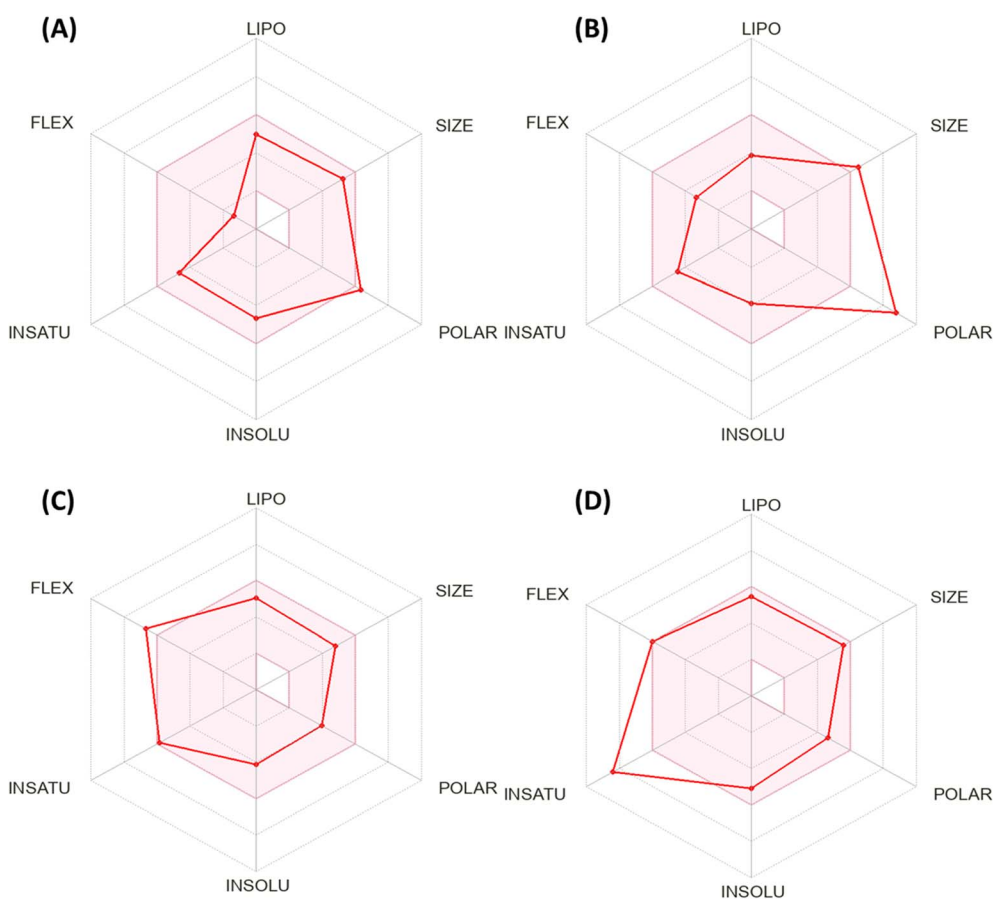 (A)
LIPO
FLEX
SIZE
INSATU
POLAR
INSOLU
(B)
LIPO
FLEX
SIZE
INSATU
POLAR
INSOLU
(C)
LIPO
FLEX
SIZE
INSATU
POLAR
INSOLU
(D)
LIPO
FLEX
SIZE
INSATU
POLAR
INSOLU